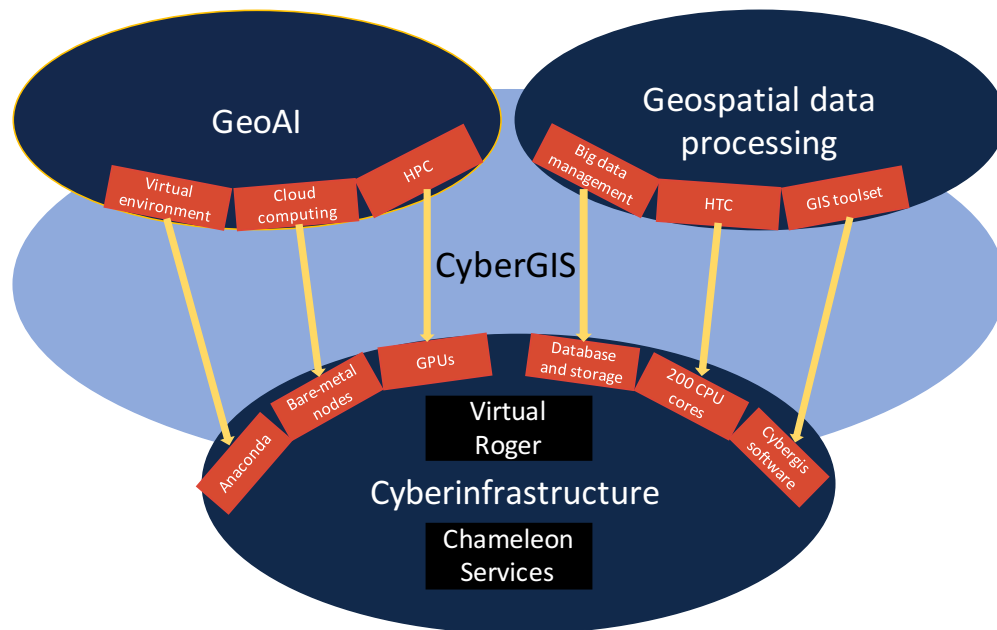 GeoAI
Geospatial data
processing
Virtual
environment
Cloud
computing
HPC
Big data
management
HTC
GIS toolset
CyberGIS
Anaconda
Bare-metal
nodes
GPUs
Database
and storage
200 CPU
cores
Cybergis
software
Virtual
Roger
Cyberinfrastructure
Chameleon
Services